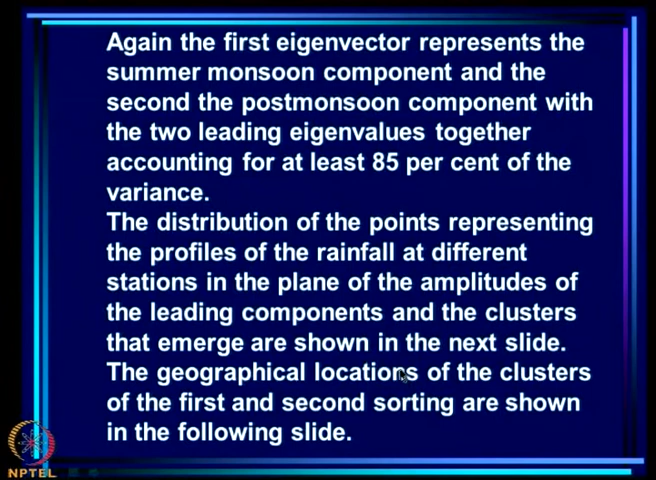 Again the first eigenvector represents the
summer monsoon component and the
second the postmonsoon component with
the two leading eigenvalues together
accounting for at least 85 per cent of the
variance.
The distribution of the points representing
the profiles of the rainfall at different
stations in the plane of the amplitudes of
the leading components and the clusters
that emerge are shown in the next slide.
The geographical locations of the clusters
of the first and second sorting are shown
in the following slide.
NPTEL